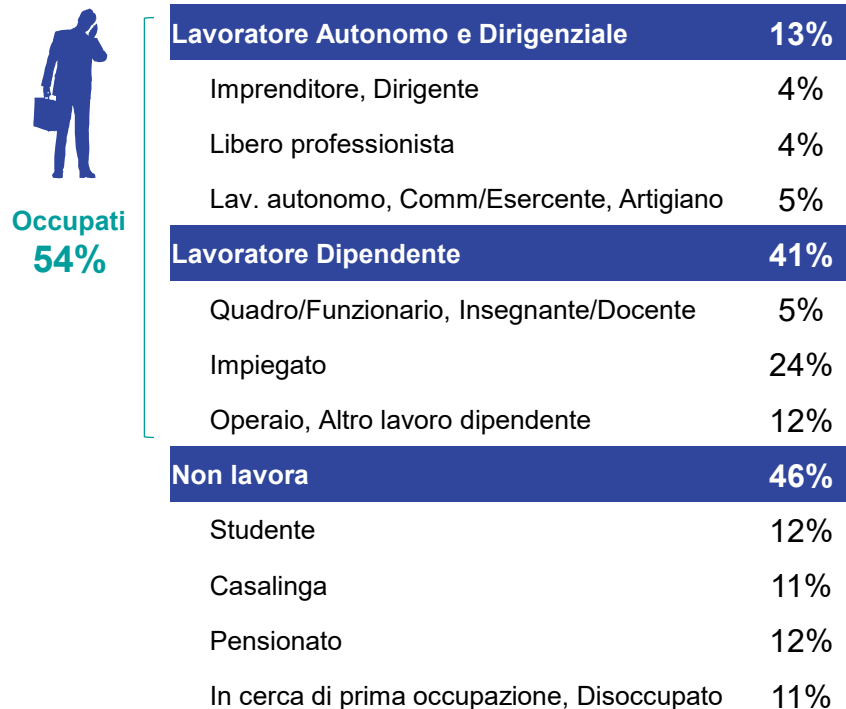 Occupati
54%
Lavoratore Autonomo e Dirigenziale 13%
Imprenditore, Dirigente 4%
Libero professionista 4%
Lav. autonomo, Comm/Esercente, Artigiano 5%
Lavoratore Dipendente 41%
Quadro/Funzionario, Insegnante/Docente 5%
Impiegato 24%
Operaio, Altro lavoro dipendente 12%
Non lavora 46%
Studente 12%
Casalinga 11%
Pensionato 12%
In cerca di prima occupazione, Disoccupato 11%